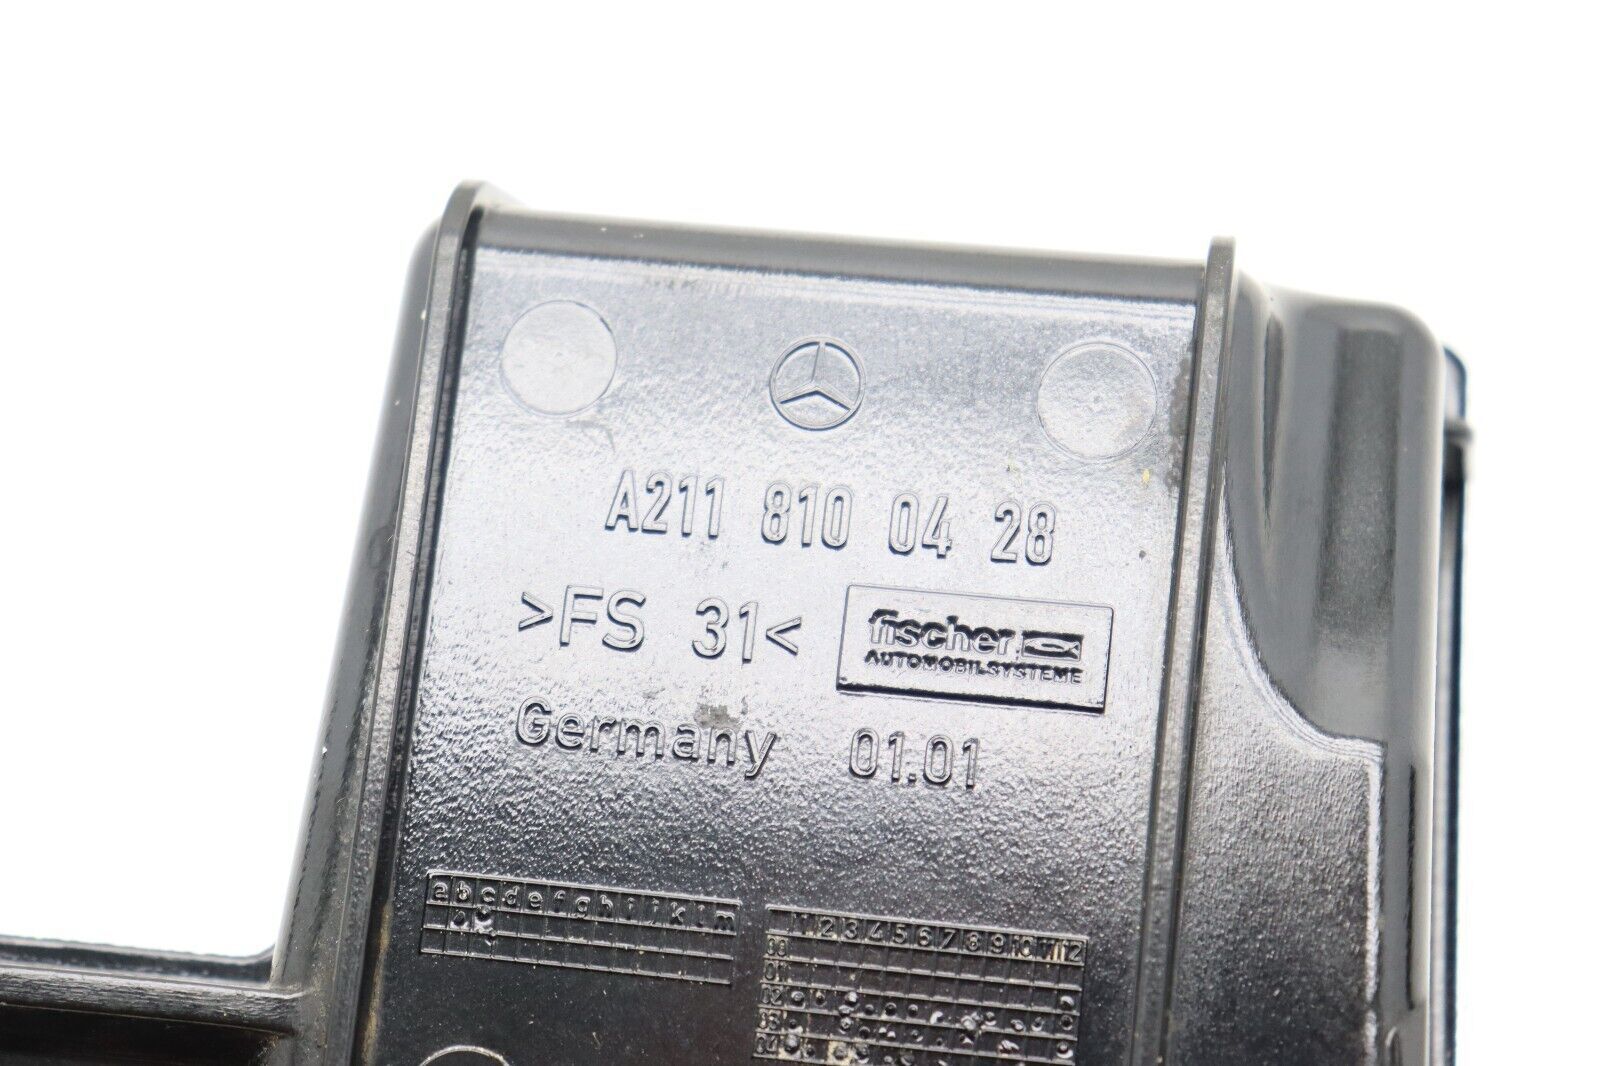 A211 810 04 28
>FS 31<
fischer
AUTOMOBILSYSTEME
Germany 01.01
a b c d e f g h i j k l m
1 2 3 4 5 6 7 8 9 10 11 12
00
01
02
03
04